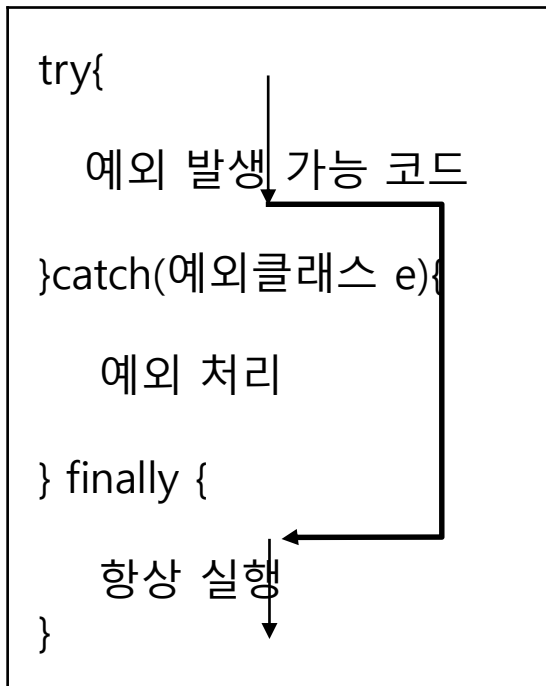 try{
예외 발생 가능 코드
}catch(예외클래스 e){
예외 처리
} finally {
항상 실행
}